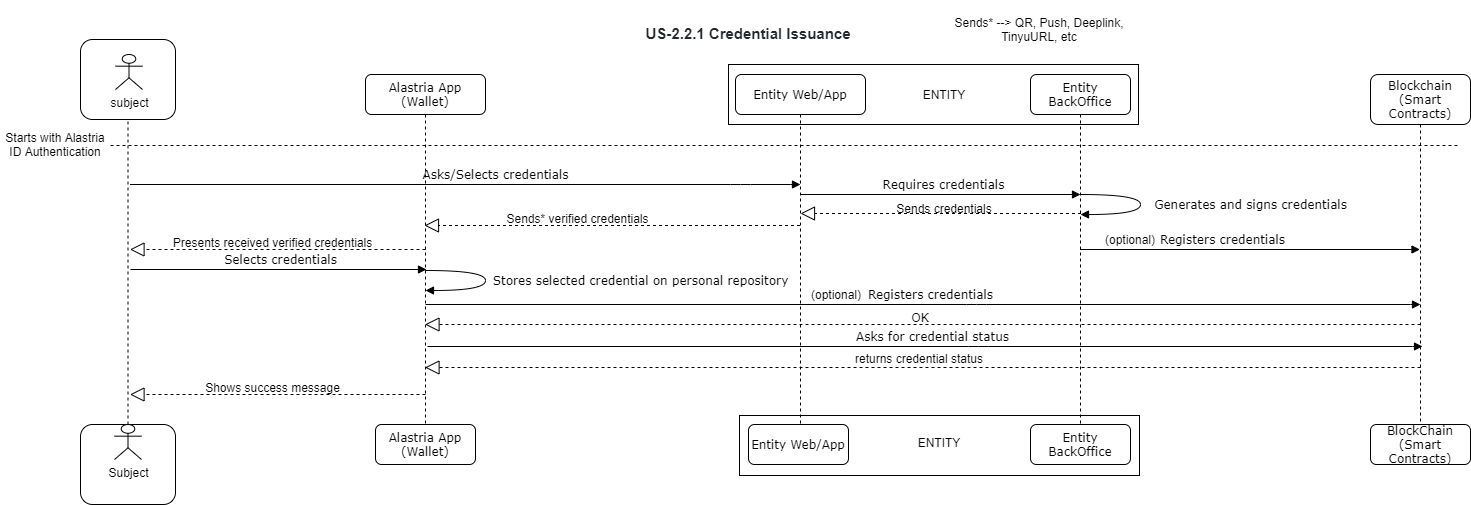 Sends* --> QR, Push, Deeplink,
TinyuURL, etc
US-2.2.1 Credential Issuance
subject
Alastria App
(Wallet)
Entity Web/App
ENTITY
Entity
BackOffice
Blockchain
(Smart
Contracts)
Starts with Alastria
ID Authentication
Asks/Selects credentials
Requires credentials
Generates and signs credentials
Sends credentials
Sends* verified credentials
Presents received verified credentials
(optional) Registers credentials
Selects credentials
Stores selected credential on personal repository
(optional) Registers credentials
OK
Asks for credential status
returns credential status
Shows success message
Subject
Alastria App
(Wallet)
Entity Web/App
ENTITY
Entity
BackOffice
BlockChain
(Smart
Contracts)